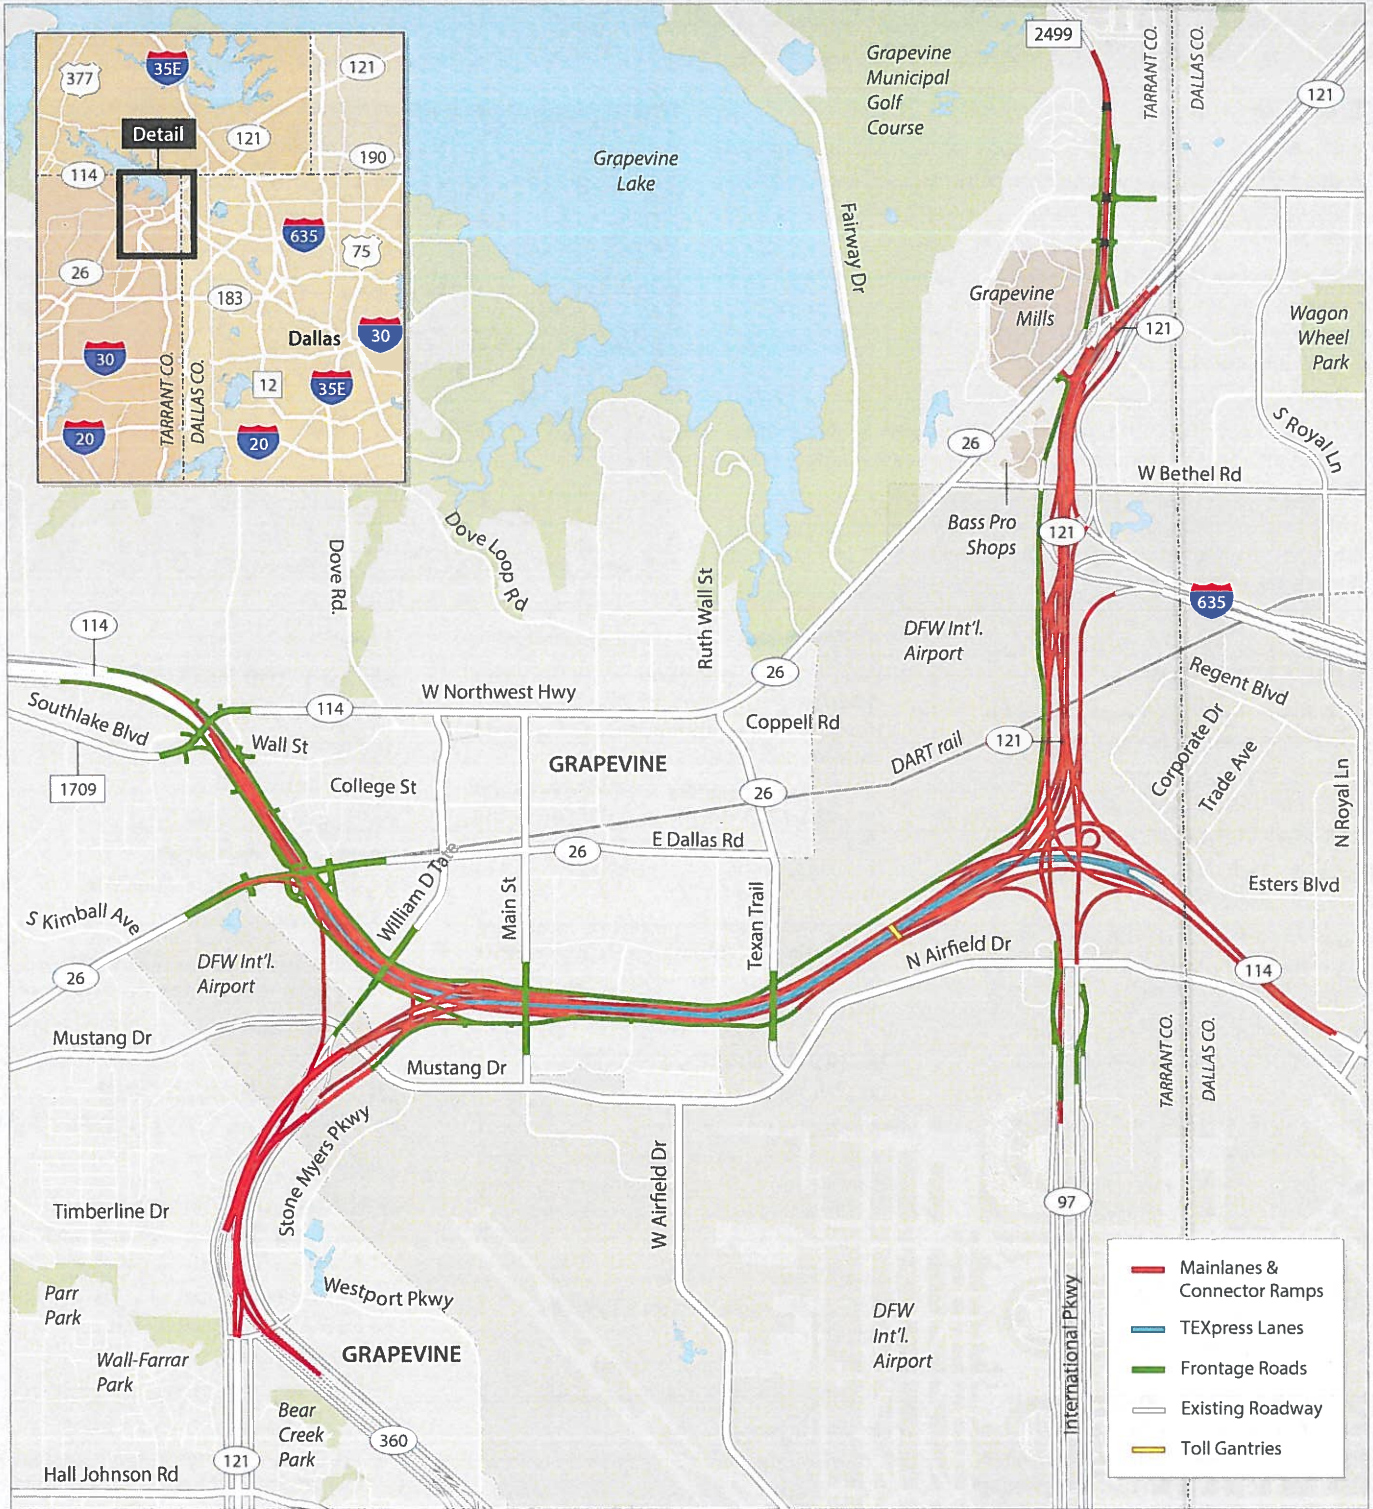 377
35E
121
Detail
121
190
114
635
75
26
183
Dallas
30
30
12
35E
TARRANT CO.
DALLAS CO.
20
20
Grapevine
Lake
Grapevine
Municipal
Golf
Course
2499
TARRANT CO.
DALLAS CO.
121
Fairway Dr
Grapevine
Mills
121
Wagon
Wheel
Park
S Royal Ln
26
W Bethel Rd
Bass Pro
Shops
121
635
Dove Rd.
Dove Loop Rd
Ruth Wall St
DFW Int'l.
Airport
114
26
Regent Blvd
Southlake Blvd
114
W Northwest Hwy
Coppell Rd
Wall St
121
DART rail
Corporate Dr
Trade Ave
1709
College St
GRAPEVINE
26
N Royal Ln
26
E Dallas Rd
William D Tate
Main St
Texan Trail
Esters Blvd
S Kimball Ave
26
DFW Int'l.
Airport
N Airfield Dr
114
Mustang Dr
Mustang Dr
TARRANT CO.
DALLAS CO.
Stone Myers Pkwy
W Airfield Dr
Timberline Dr
97
Parr
Park
Westport Pkwy
DFW
Int'l.
Airport
International Pkwy
GRAPEVINE
Wall-Farrar
Park
Bear
Creek
Park
360
121
Hall Johnson Rd
Mainlanes &
Connector Ramps
TEXpress Lanes
Frontage Roads
Existing Roadway
Toll Gantries